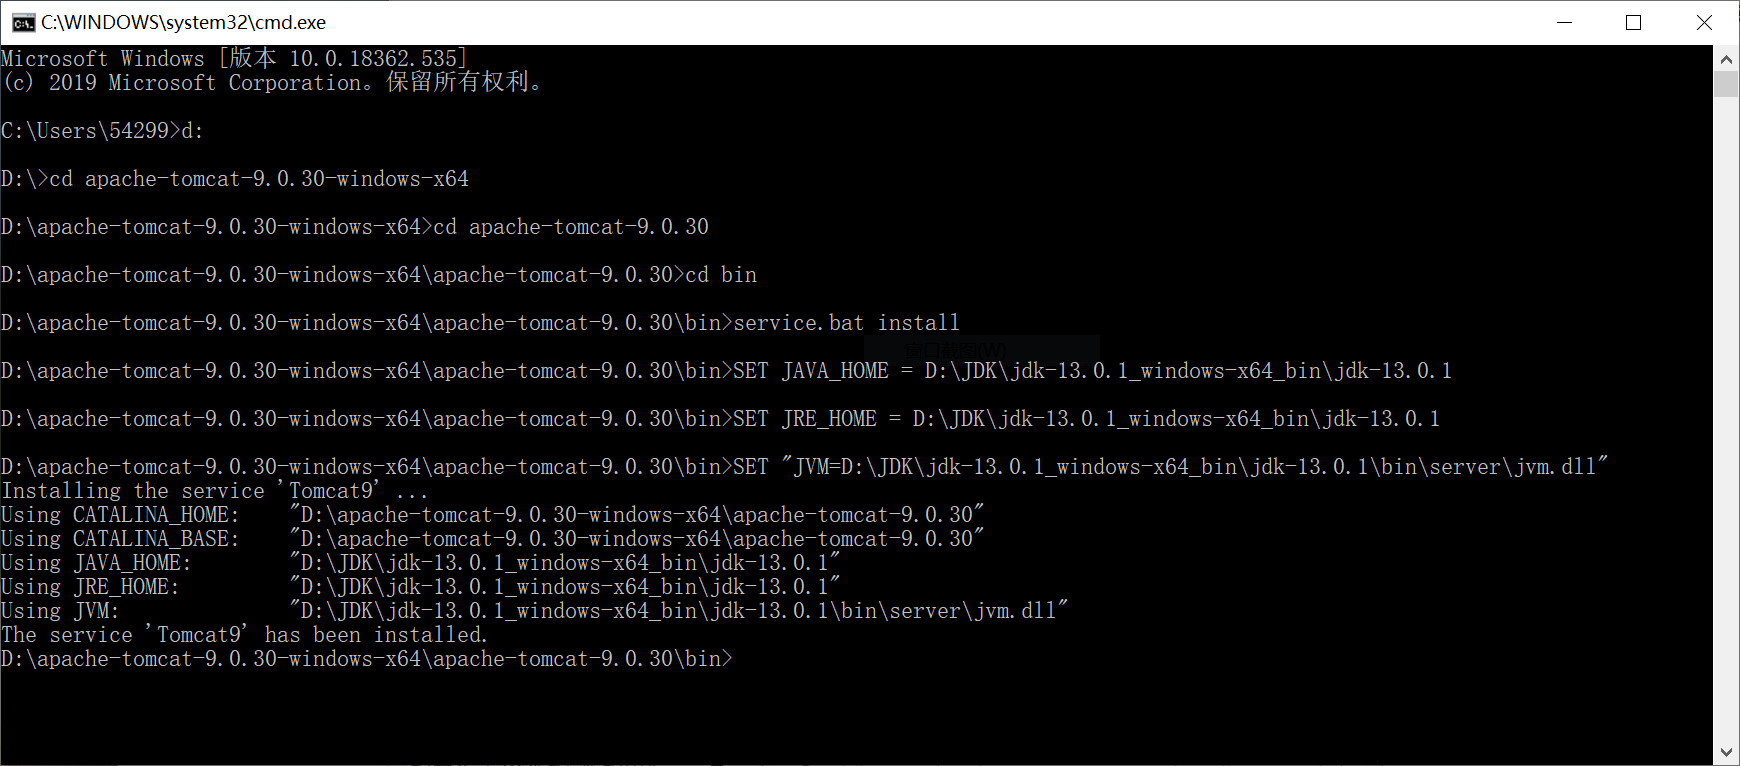 C:\WINDOWS\system32\cmd.exe
Microsoft Windows [版本 10.0.18362.535]
(c) 2019 Microsoft Corporation。保留所有权利。
C:\Users\54299>d:
D:\>cd apache-tomcat-9.0.30-windows-x64
D:\apache-tomcat-9.0.30-windows-x64>cd apache-tomcat-9.0.30
D:\apache-tomcat-9.0.30-windows-x64\apache-tomcat-9.0.30>cd bin
D:\apache-tomcat-9.0.30-windows-x64\apache-tomcat-9.0.30\bin>service.bat install
窗口截图(W)
D:\apache-tomcat-9.0.30-windows-x64\apache-tomcat-9.0.30\bin>SET JAVA_HOME = D:\JDK\jdk-13.0.1_windows-x64_bin\jdk-13.0.1
D:\apache-tomcat-9.0.30-windows-x64\apache-tomcat-9.0.30\bin>SET JRE_HOME = D:\JDK\jdk-13.0.1_windows-x64_bin\jdk-13.0.1
D:\apache-tomcat-9.0.30-windows-x64\apache-tomcat-9.0.30\bin>SET "JVM=D:\JDK\jdk-13.0.1_windows-x64_bin\jdk-13.0.1\bin\server\jvm.dll"
Installing the service 'Tomcat9' ...
Using CATALINA_HOME:    "D:\apache-tomcat-9.0.30-windows-x64\apache-tomcat-9.0.30"
Using CATALINA_BASE:    "D:\apache-tomcat-9.0.30-windows-x64\apache-tomcat-9.0.30"
Using JAVA_HOME:        "D:\JDK\jdk-13.0.1_windows-x64_bin\jdk-13.0.1"
Using JRE_HOME:         "D:\JDK\jdk-13.0.1_windows-x64_bin\jdk-13.0.1"
Using JVM:              "D:\JDK\jdk-13.0.1_windows-x64_bin\jdk-13.0.1\bin\server\jvm.dll"
The service 'Tomcat9' has been installed.
D:\apache-tomcat-9.0.30-windows-x64\apache-tomcat-9.0.30\bin>